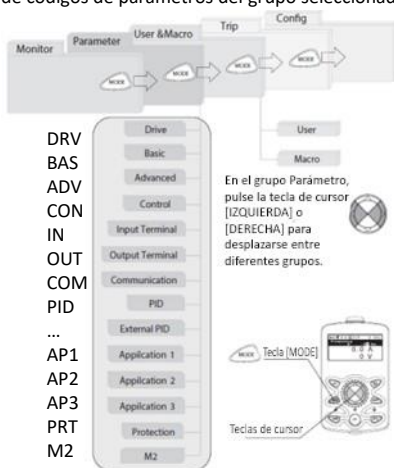 de códigos de parámetros del grupo seleccionad
Monitor
Parameter
User &Macro
Trip
Config
MODE
MODE
MODE
MODE
DRV
BAS
ADV
CON
IN
OUT
COM
PID
...
AP1
AP2
AP3
PRT
M2
Drive
Basic
Advanced
Control
Input Terminal
Output Terminal
Communication
PID
External PID
Application 1
Application 2
Application 3
Protection
M2
User
Macro
En el grupo Parámetro,
pulse la tecla de cursor
[IZQUIERDA] o
[DERECHA] para
desplazarse entre
diferentes grupos.
MODE
Tecla [MODE]
Teclas de cursor